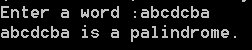 Enter a word :abcdcba
abcdcba is a palindrome.